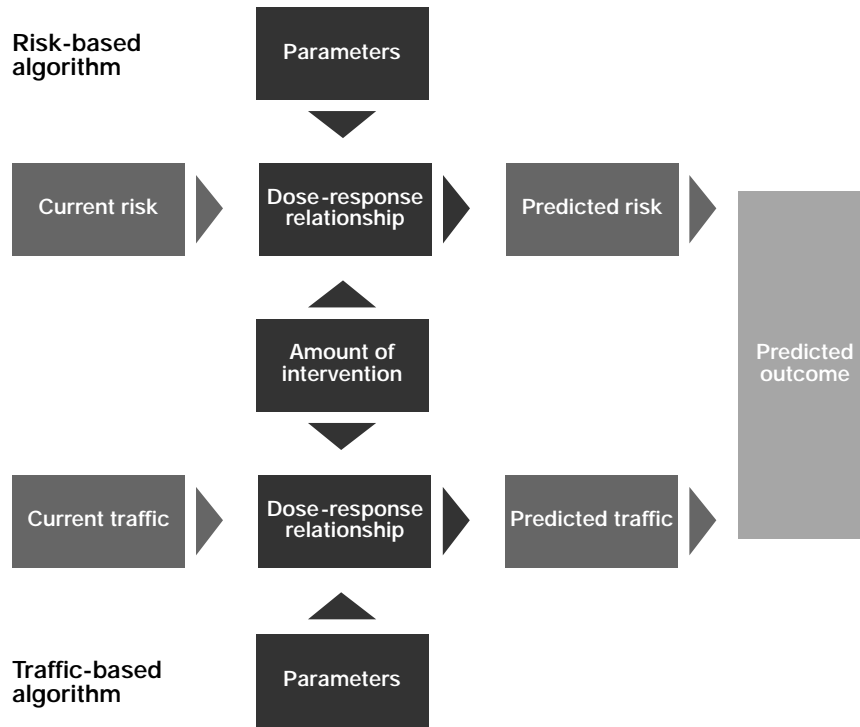 Risk-based
algorithm
Parameters
Current risk
Dose-response
relationship
Predicted risk
Amount of
intervention
Predicted
outcome
Current traffic
Dose-response
relationship
Predicted traffic
Traffic-based
algorithm
Parameters